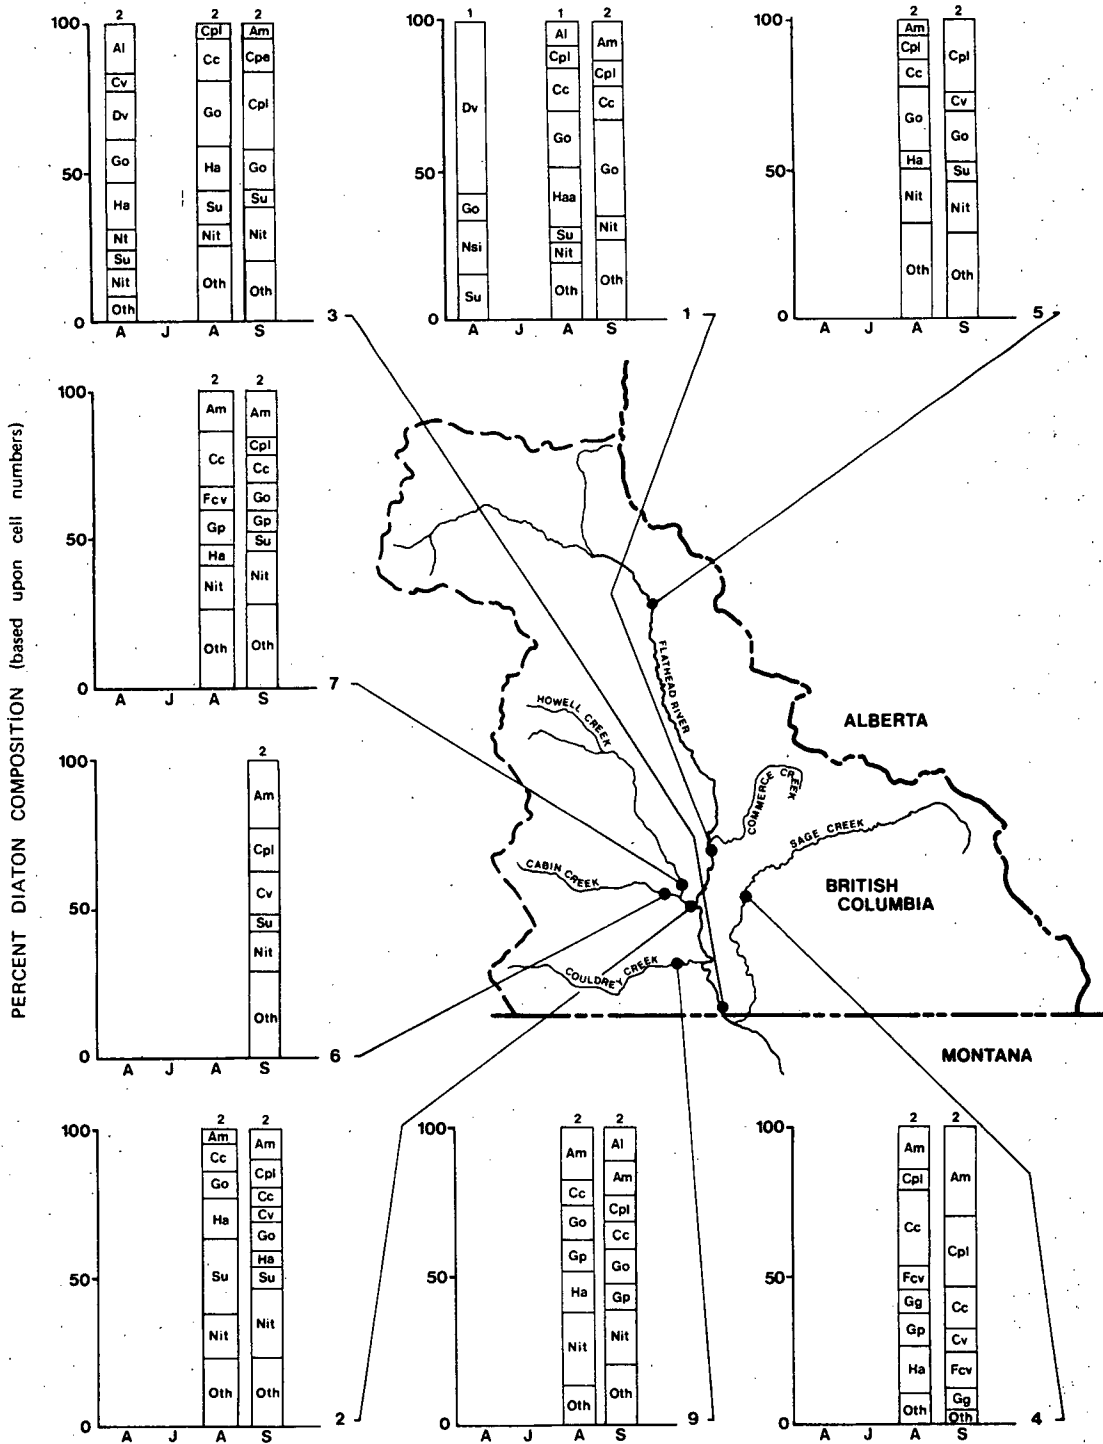 PERCENT DIATON COMPOSITION (based upon cell numbers)
100
50
0
2
Al
Cv
Dv
Go
Ha
Nt
Su
Nit
Oth
2
Cpl
Cc
Go
Ha
Su
Nit
Oth
2
Am
Cpe
Cpl
Go
Su
Nit
Oth
A J A S
3
100
50
0
1
Dv
Go
Nsi
Su
1
Al
Cpl
Cc
Go
Haa
Su
Nit
Oth
2
Am
Cpl
Cc
Go
Nit
Oth
A J A S
1
100
50
0
2
Am
Cpl
Cc
Go
Ha
Nit
Oth
2
Cpl
Cv
Go
Su
Nit
Oth
A J A S
5
100
50
0
2
Am
Cc
Fcv
Gp
Ha
Nit
Oth
2
Am
Cpl
Cc
Go
Gp
Su
Nit
Oth
A J A S
7
100
50
0
2
Am
Cpl
Cv
Su
Nit
Oth
A J A S
6
FLATHEAD RIVER
HOWELL CREEK
ALBERTA
COMMERCE CREEK
SAGE CREEK
CABIN CREEK
BRITISH
COLUMBIA
COULDREY CREEK
MONTANA
100
50
0
2
Am
Cc
Go
Ha
Su
Nit
Oth
2
Am
Cpl
Cc
Cv
Go
Ha
Su
Nit
Oth
A J A S
2
100
50
0
2
Am
Cc
Go
Gp
Ha
Nit
Oth
2
Al
Am
Cpl
Cc
Go
Gp
Nit
Oth
A J A S
9
100
50
0
2
Am
Cpl
Cc
Fcv
Gg
Gp
Ha
Oth
2
Am
Cpl
Cc
Cv
Fcv
Gg
Oth
A J A S
4